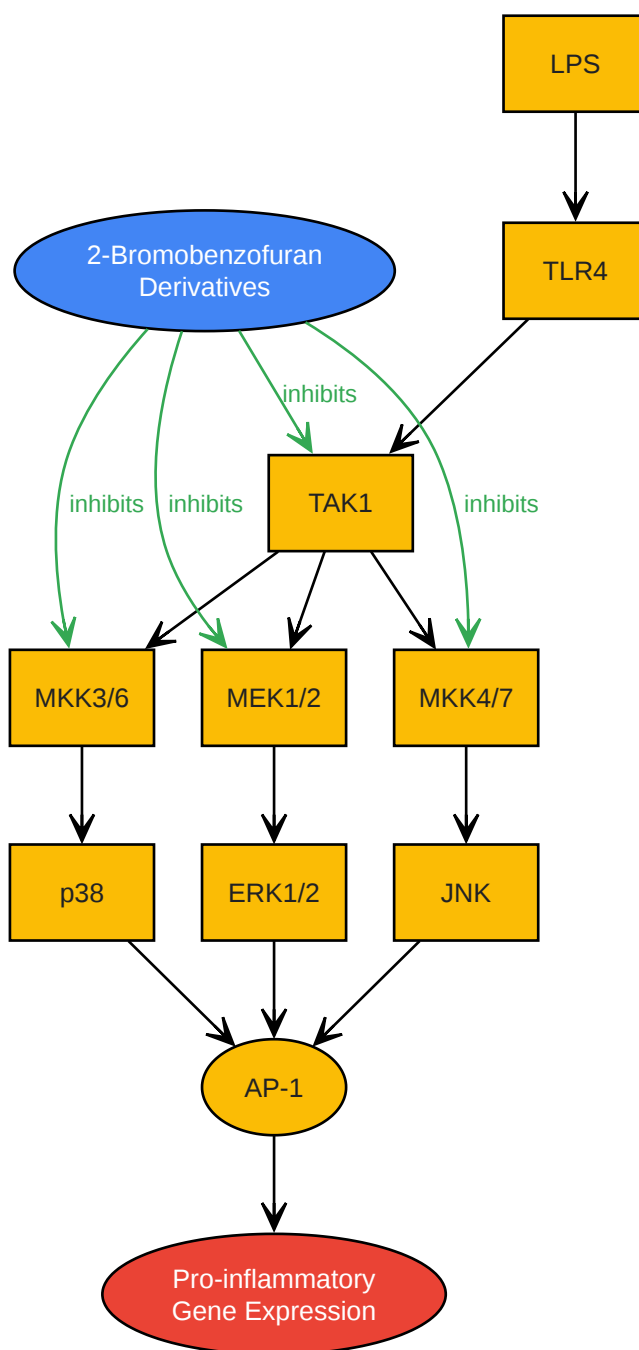 LPS
2-Bromobenzofuran
Derivatives
TLR4
inhibits
TAK1
inhibits
inhibits
inhibits
MKK3/6
MEK1/2
MKK4/7
p38
ERK1/2
JNK
AP-1
Pro-inflammatory
Gene Expression